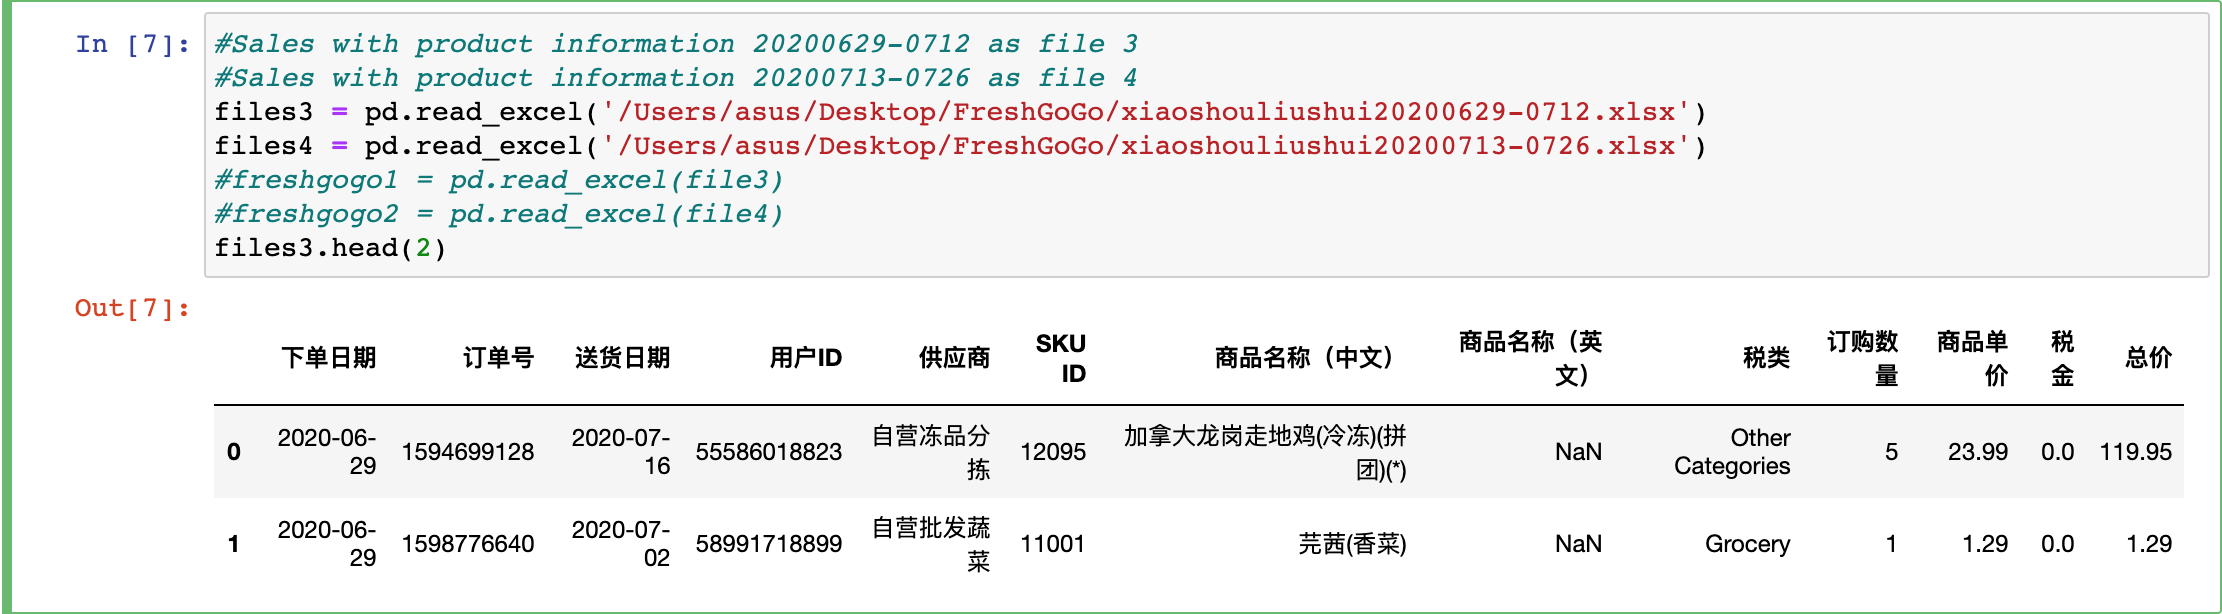 In [7]:
#Sales with product information 20200629-0712 as file 3
#Sales with product information 20200713-0726 as file 4
files3 = pd.read_excel('/Users/asus/Desktop/FreshGoGo/xiaoshouliushui20200629-0712.xlsx')
files4 = pd.read_excel('/Users/asus/Desktop/FreshGoGo/xiaoshouliushui20200713-0726.xlsx')
#freshgogo1 = pd.read_excel(file3)
#freshgogo2 = pd.read_excel(file4)
files3.head(2)
Out[7]:
下单日期 订单号 送货日期 用户ID 供应商 SKU ID 商品名称（中文） 商品名称（英文） 税类 订购数量 商品单价 税金 总价
0 2020-06-29 1594699128 2020-07-16 55586018823 自营冻品分拣 12095 加拿大龙岗走地鸡(冷冻)(拼团)(*) NaN Other Categories 5 23.99 0.0 119.95
1 2020-06-29 1598776640 2020-07-02 58991718899 自营批发蔬菜 11001 芫茜(香菜) NaN Grocery 1 1.29 0.0 1.29